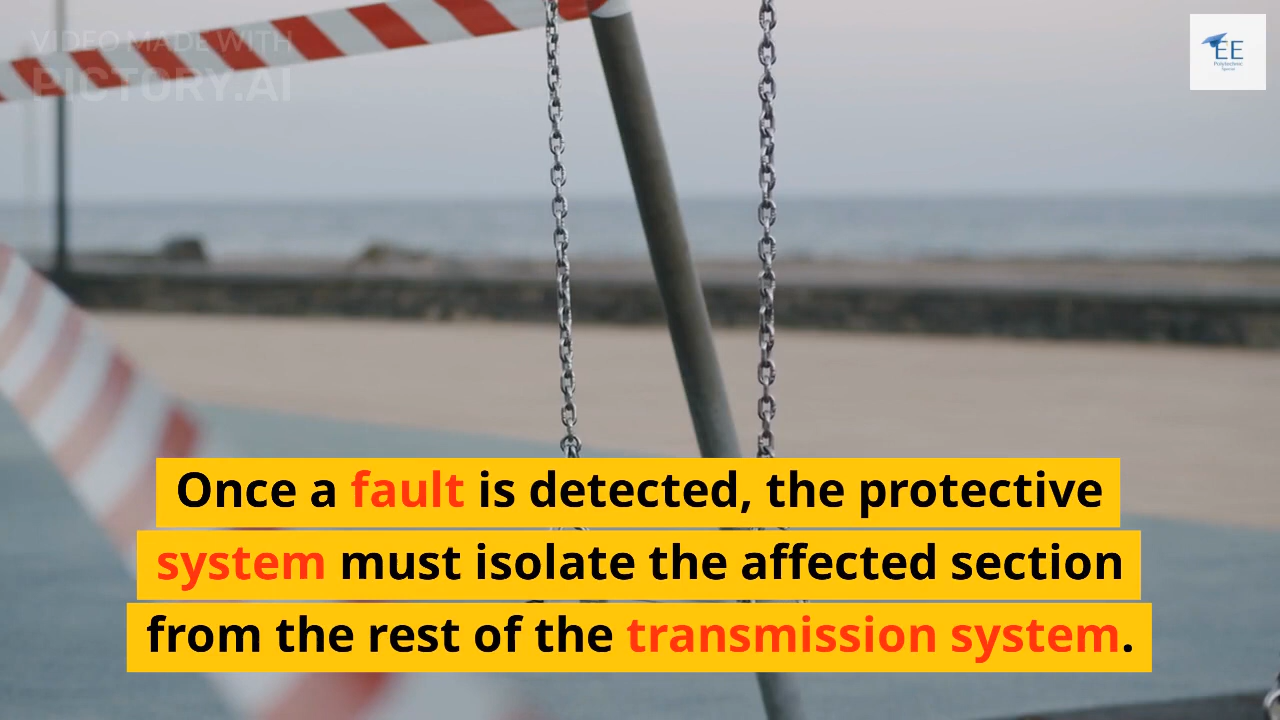 VIDEO MADE WITH
PICTORY.AI
EE
Polytechnic
Once a fault is detected, the protective
system must isolate the affected section
from the rest of the transmission system.